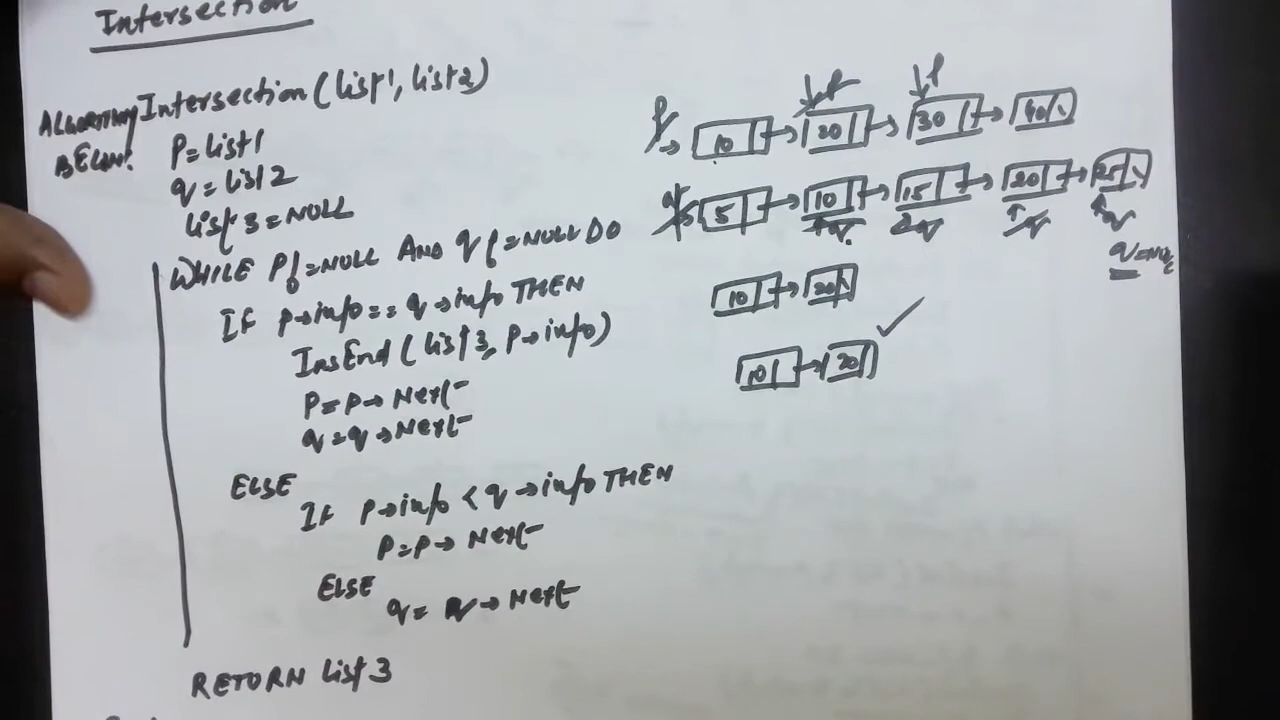 Intersection
ALGORITHM Intersection (list1, list2)
BEGIN:
P=List1
q=List2
List3=NULL
WHILE P!=NULL AND q!=NULL DO
If p→info == q→info THEN
InsEnd(List3, P→info)
P=P→Next
q=q→Next
ELSE
If P→info < q→info THEN
P=P→Next
ELSE
q= q→Next
RETURN List3
p p p
→ 10 → 20 → 30 → 40
q 5 → 10 → 15 → 20 → 25
q q q q
q=NULL
10 → 20
10 → 20 ✓